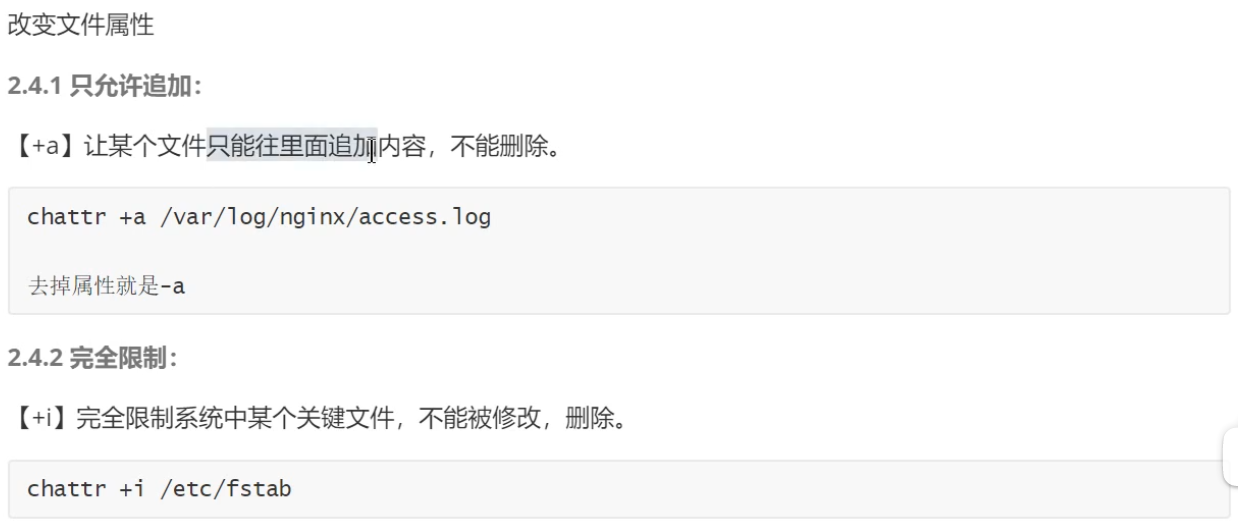 改变文件属性
2.4.1 只允许追加：
【+a】让某个文件只能往里面追加内容，不能删除。
chattr +a /var/log/nginx/access.log
去掉属性就是-a
2.4.2 完全限制：
【+i】完全限制系统中某个关键文件，不能被修改，删除。
chattr +i /etc/fstab